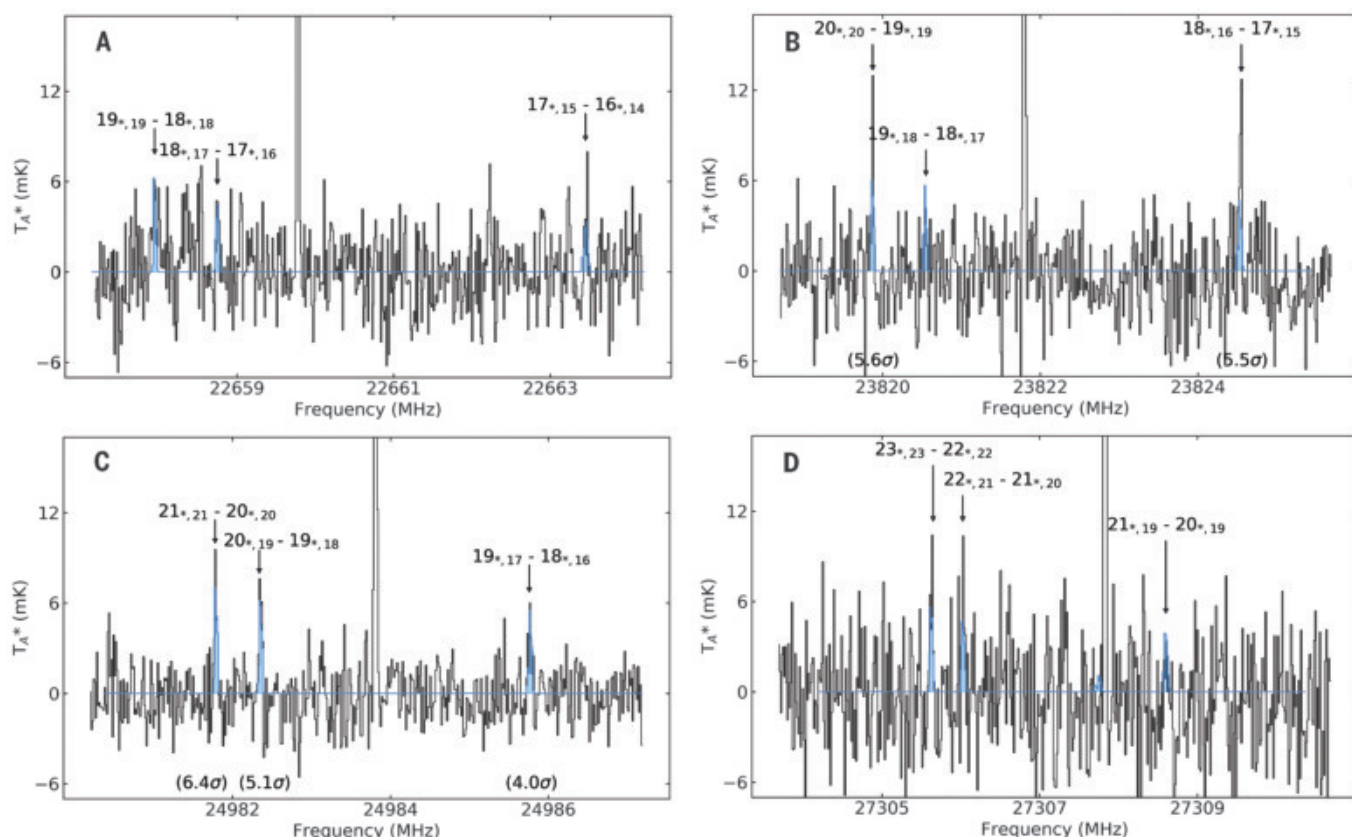 A
19*,19 - 18*,18
18*,17 - 17*,16
17*,15 - 16*,14
12
6
0
−6
TA* (mK)
22659 22661 22663
Frequency (MHz)
B
20*,20 - 19*,19
19*,18 - 18*,17
18*,16 - 17*,15
12
6
0
−6
TA* (mK)
(5.6σ) (5.5σ)
23820 23822 23824
Frequency (MHz)
C
21*,21 - 20*,20
20*,19 - 19*,18
19*,17 - 18*,16
12
6
0
−6
TA* (mK)
(6.4σ) (5.1σ) (4.0σ)
24982 24984 24986
Frequency (MHz)
D
23*,23 - 22*,22
22*,21 - 21*,20
21*,19 - 20*,19
12
6
0
−6
TA* (mK)
27305 27307 27309
Frequency (MHz)